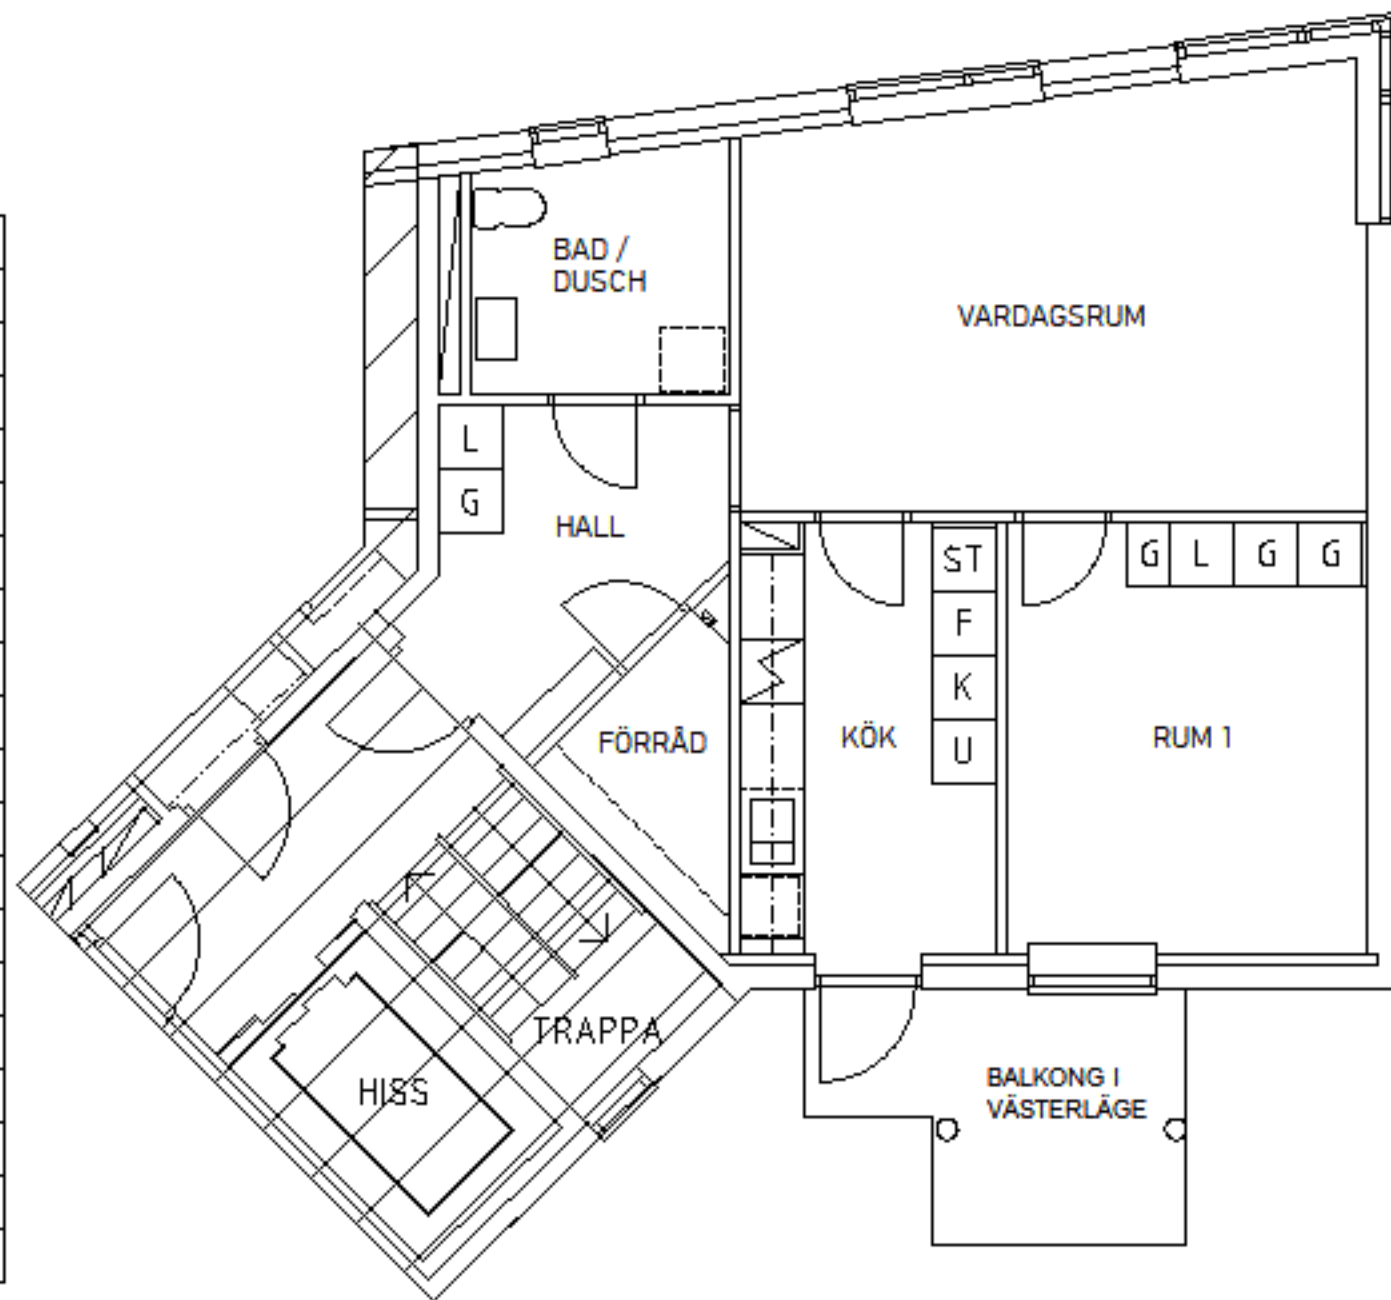 BAD /
DUSCH
VARDAGSRUM
L
G
HALL
ST
F
K
U
G L G G
FÖRRÅD
KÖK
RUM 1
TRAPPA
HISS
BALKONG I
VÄSTERLÄGE